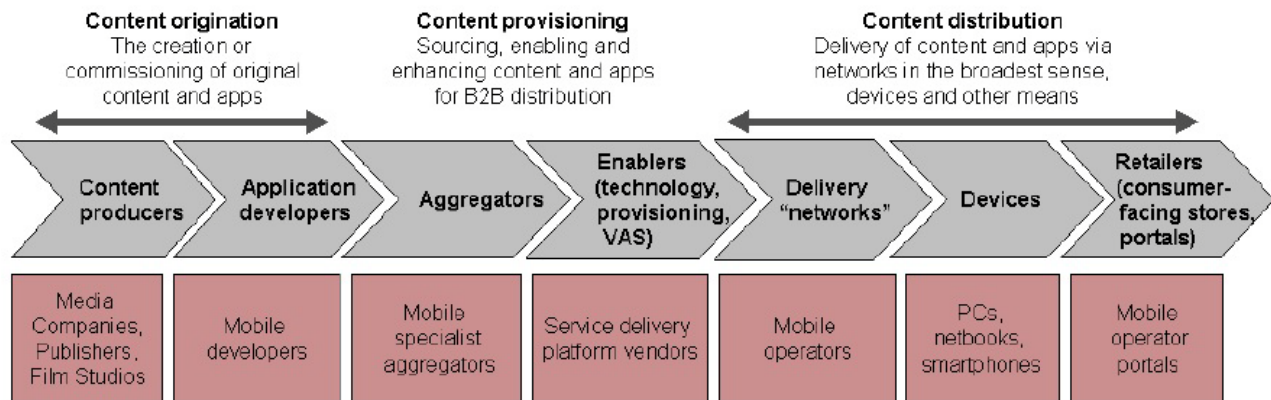 Content origination
The creation or
commissioning of original
content and apps
Content provisioning
Sourcing, enabling and
enhancing content and apps
for B2B distribution
Content distribution
Delivery of content and apps via
networks in the broadest sense,
devices and other means
Content
producers
Application
developers
Aggregators
Enablers
(technology,
provisioning,
VAS)
Delivery
“networks”
Devices
Retailers
(consumer-
facing stores,
portals)
Media
Companies,
Publishers,
Film Studios
Mobile
developers
Mobile
specialist
aggregators
Service delivery
platform vendors
Mobile
operators
PCs,
netbooks,
smartphones
Mobile
operator
portals